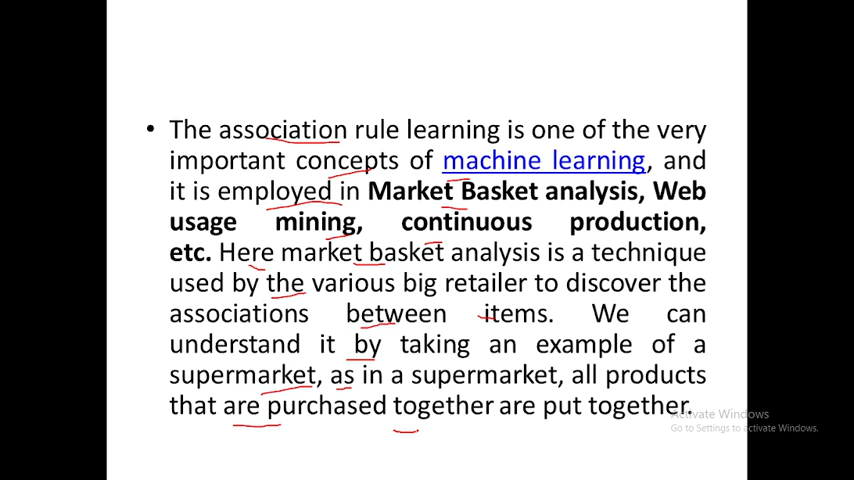 • The association rule learning is one of the very
important concepts of machine learning, and
it is employed in Market Basket analysis, Web
usage mining, continuous production,
etc. Here market basket analysis is a technique
used by the various big retailer to discover the
associations between items. We can
understand it by taking an example of a
supermarket, as in a supermarket, all products
that are purchased together are put together.
Activate Windows
Go to Settings to activate Windows.